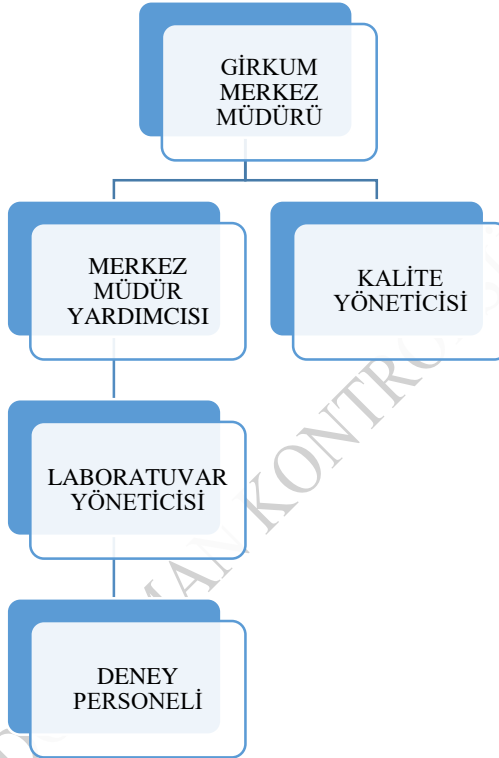 GİRKUM
MERKEZ
MÜDÜRÜ
MERKEZ
MÜDÜR
YARDIMCISI
KALİTE
YÖNETİCİSİ
LABORATUVAR
YÖNETİCİSİ
DENEY
PERSONELİ